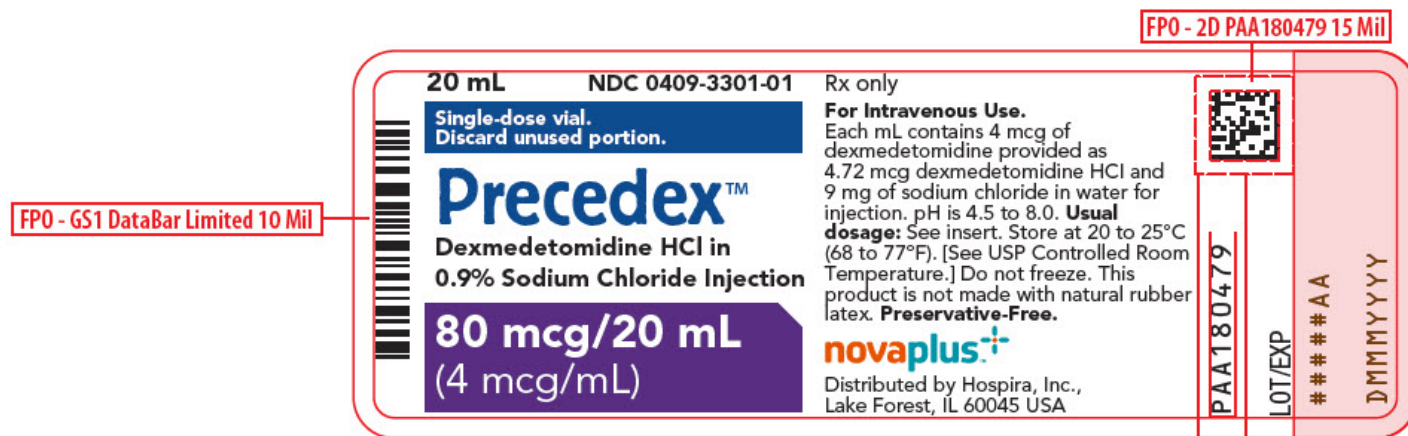 FPO - 2D PAA180479 15 Mil
FPO - GS1 DataBar Limited 10 Mil
20 mL NDC 0409-3301-01
Single-dose vial.
Discard unused portion.
Precedex™
Dexmedetomidine HCl in
0.9% Sodium Chloride Injection
80 mcg/20 mL
(4 mcg/mL)
Rx only
For Intravenous Use.
Each mL contains 4 mcg of
dexmedetomidine provided as
4.72 mcg dexmedetomidine HCl and
9 mg of sodium chloride in water for
injection. pH is 4.5 to 8.0. Usual
dosage: See insert. Store at 20 to 25°C
(68 to 77°F). [See USP Controlled Room
Temperature.] Do not freeze. This
product is not made with natural rubber
latex. Preservative-Free.
novaplus™
Distributed by Hospira, Inc.,
Lake Forest, IL 60045 USA
PAA180479
LOT/EXP
######AA
DMMMYYYY